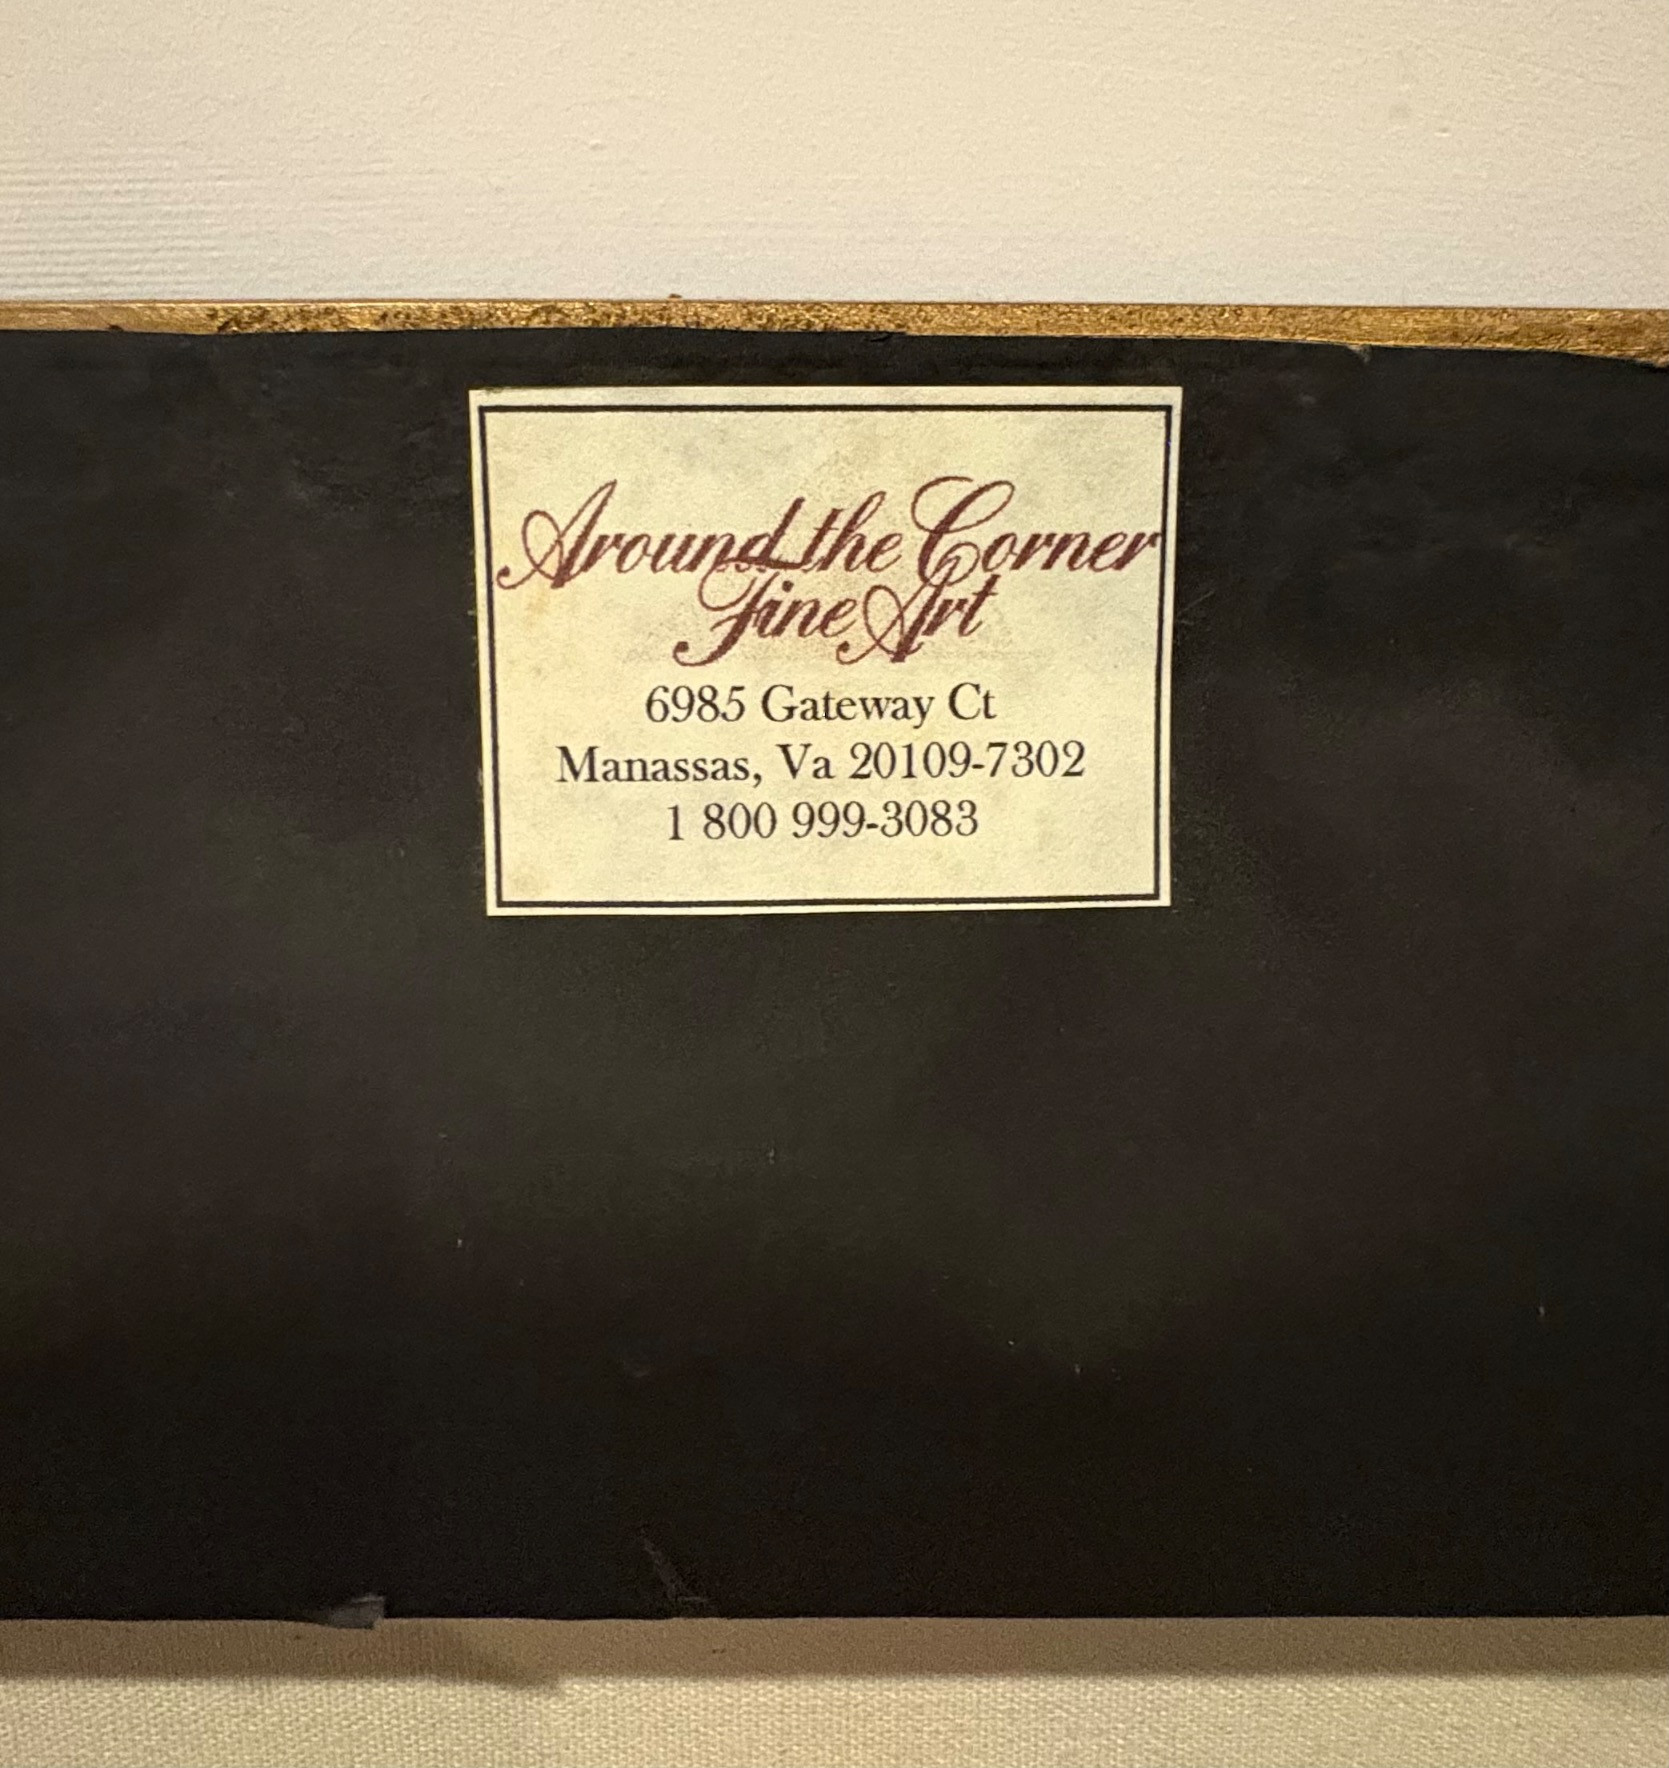 Around the Corner
Fine Art
6985 Gateway Ct
Manassas, Va 20109-7302
1 800 999-3083